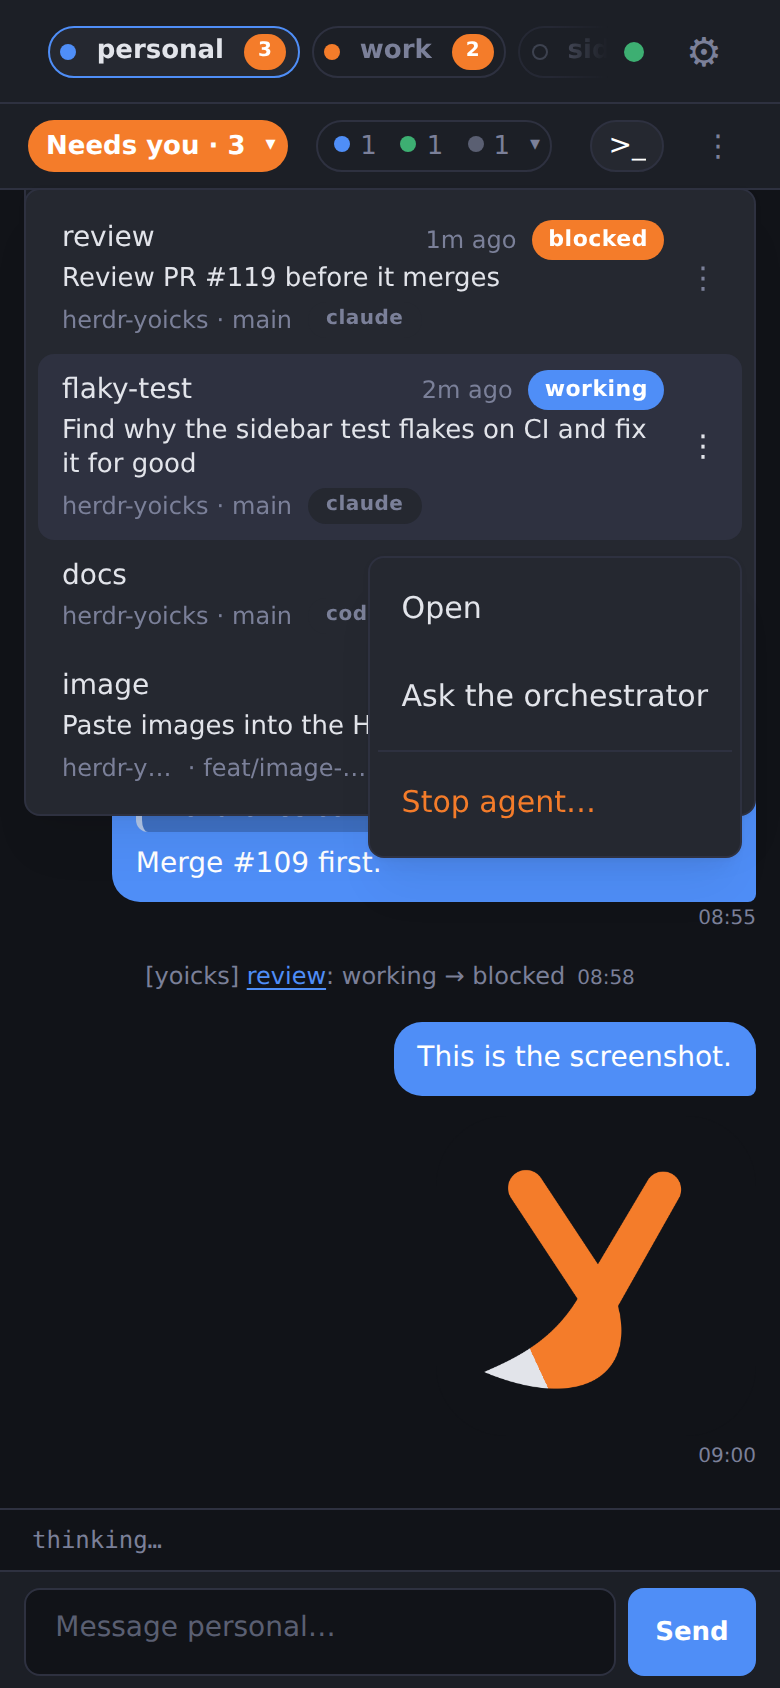 personal 3 work 2
Needs you · 3 ▾ 1 1 1 ▾ >_ ⋮
review 1m ago blocked
Review PR #119 before it merges
herdr-yoicks · main claude
flaky-test 2m ago working
Find why the sidebar test flakes on CI and fix
it for good
herdr-yoicks · main claude
docs
herdr-yoicks · main
image
Paste images into the
herdr-y… · feat/image-…
Open
Ask the orchestrator
Stop agent…
Merge #109 first.
08:55
[yoicks] review: working → blocked 08:58
This is the screenshot.
09:00
thinking…
Message personal…
Send